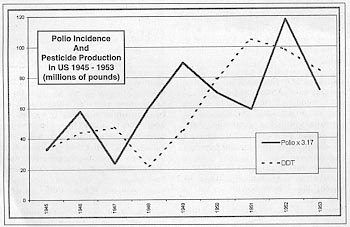 Polio Incidence
And
Pesticide Production
in US 1945 - 1953
(millions of pounds)
120
100
80
60
40
20
0
Polio x 3.17
DDT
1945
1946
1947
1948
1949
1950
1951
1952
1953